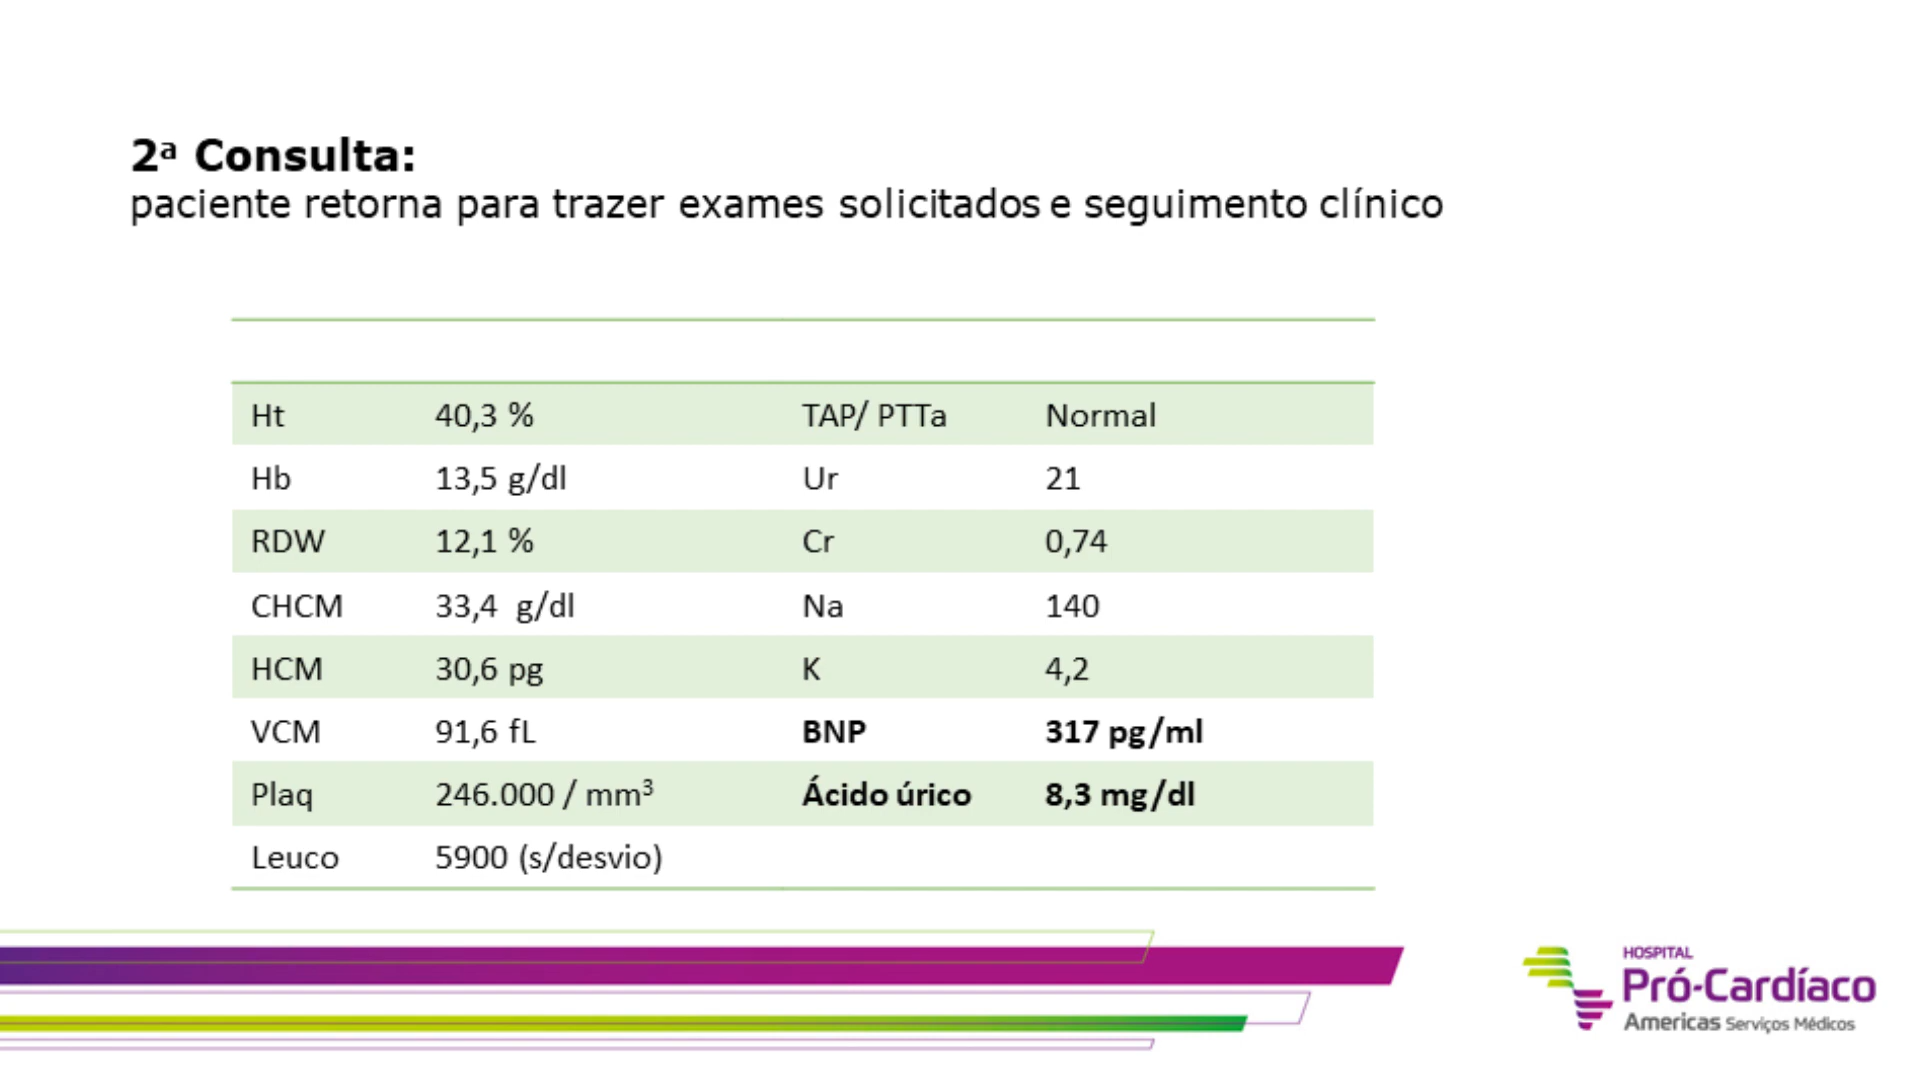 2ª Consulta:
paciente retorna para trazer exames solicitados e seguimento clínico
Ht 40,3 % TAP/ PTTa Normal
Hb 13,5 g/dl Ur 21
RDW 12,1 % Cr 0,74
CHCM 33,4 g/dl Na 140
HCM 30,6 pg K 4,2
VCM 91,6 fL BNP 317 pg/ml
Plaq 246.000 / mm³ Ácido úrico 8,3 mg/dl
Leuco 5900 (s/desvio)
HOSPITAL
Pró-Cardíaco
Americas Serviços Médicos